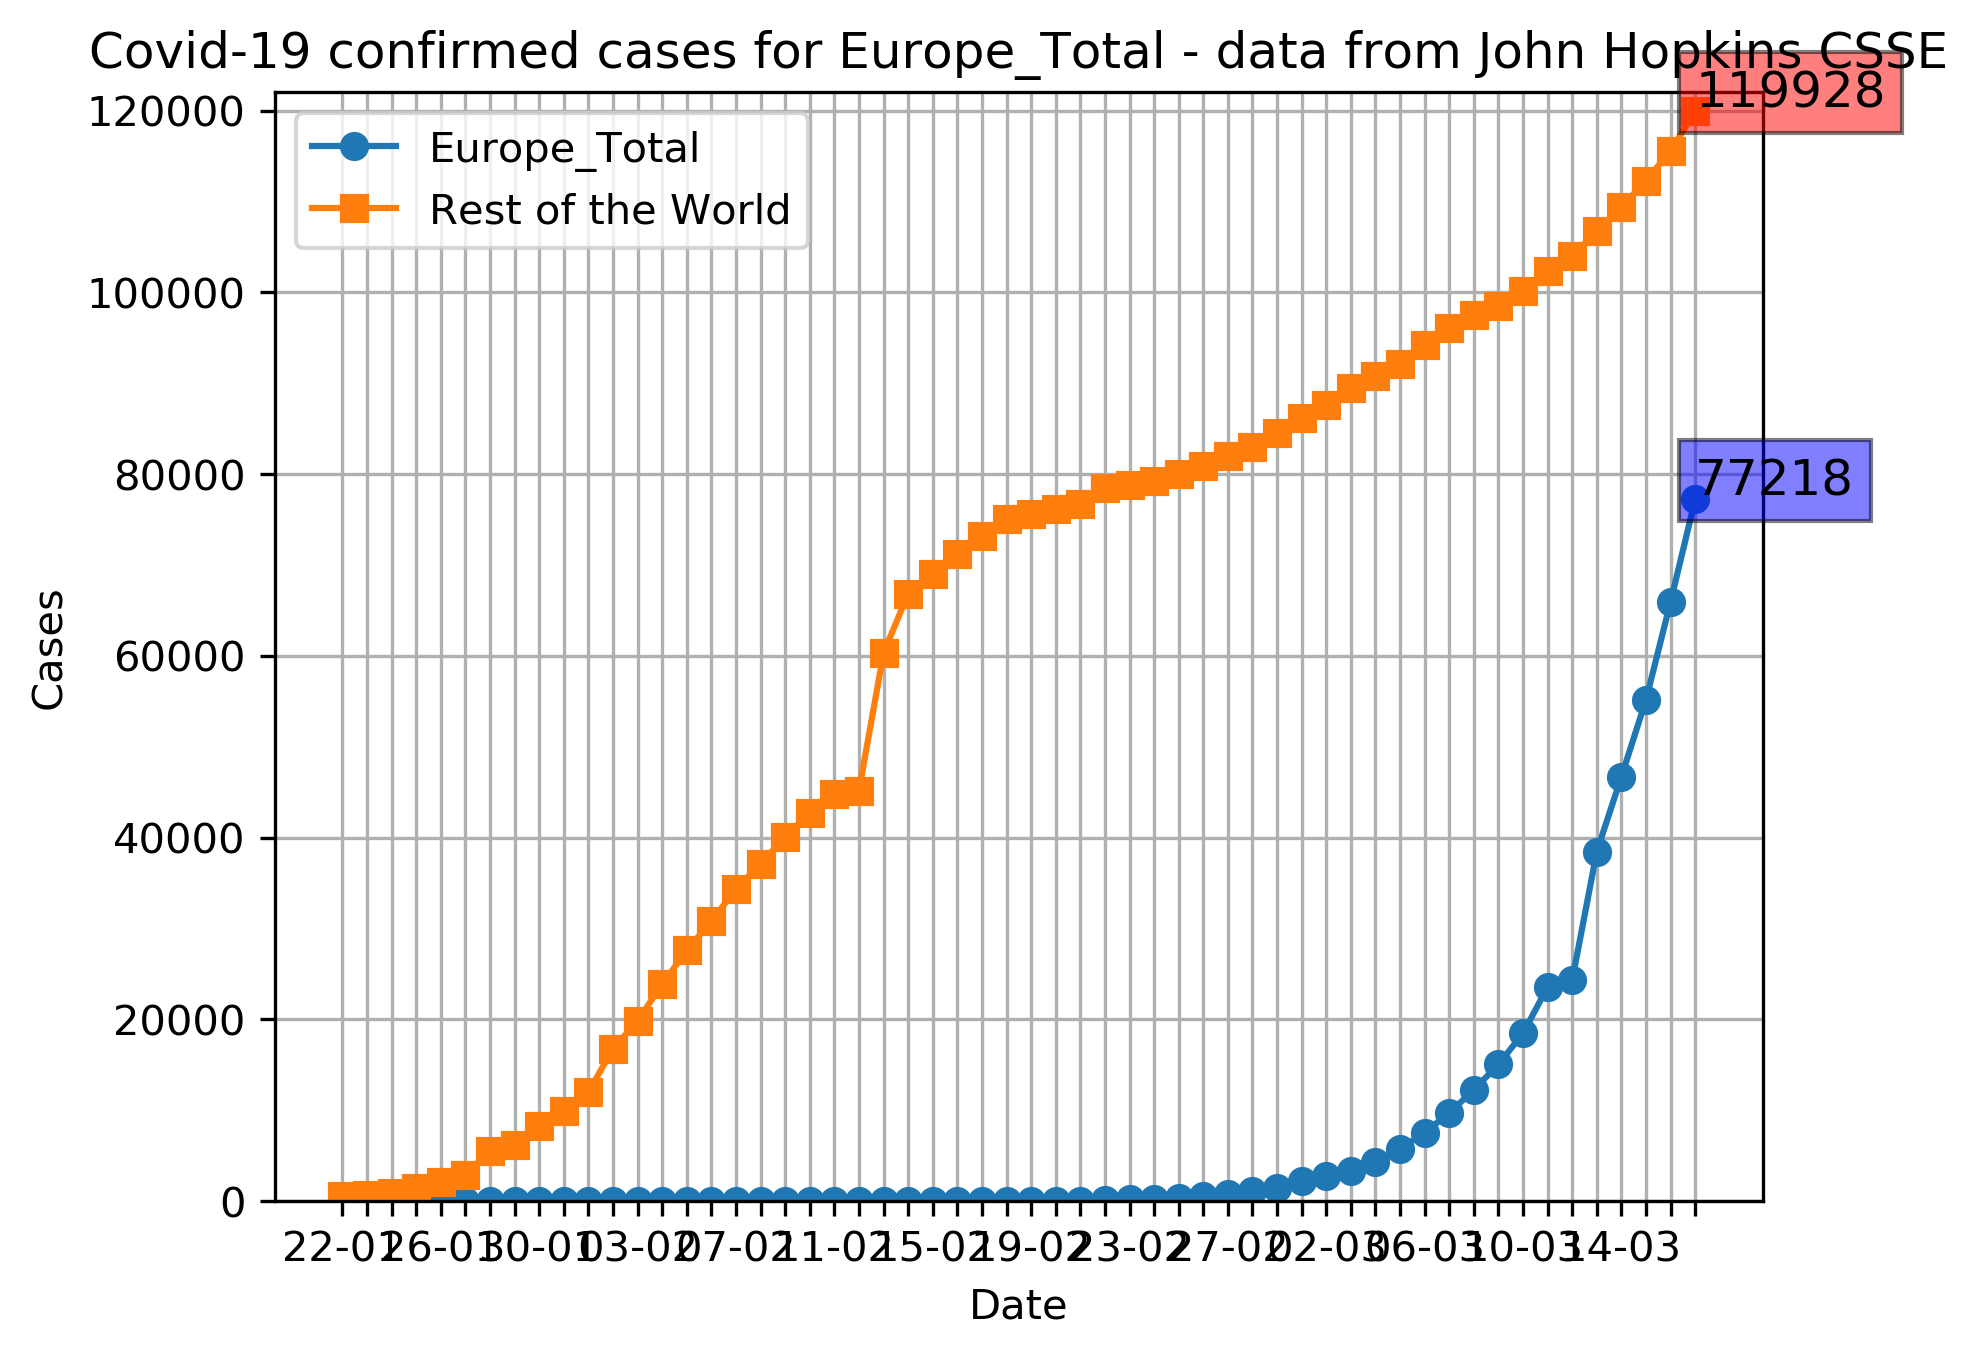 Covid-19 confirmed cases for Europe_Total - data from John Hopkins CSSE
119928
120000
Europe_Total
Rest of the World
100000
80000
77218
60000
40000
20000
0
Cases
22-01 26-01 30-01 03-02 07-02 11-02 15-02 19-02 23-02 27-02 02-03 06-03 10-03 14-03
Date